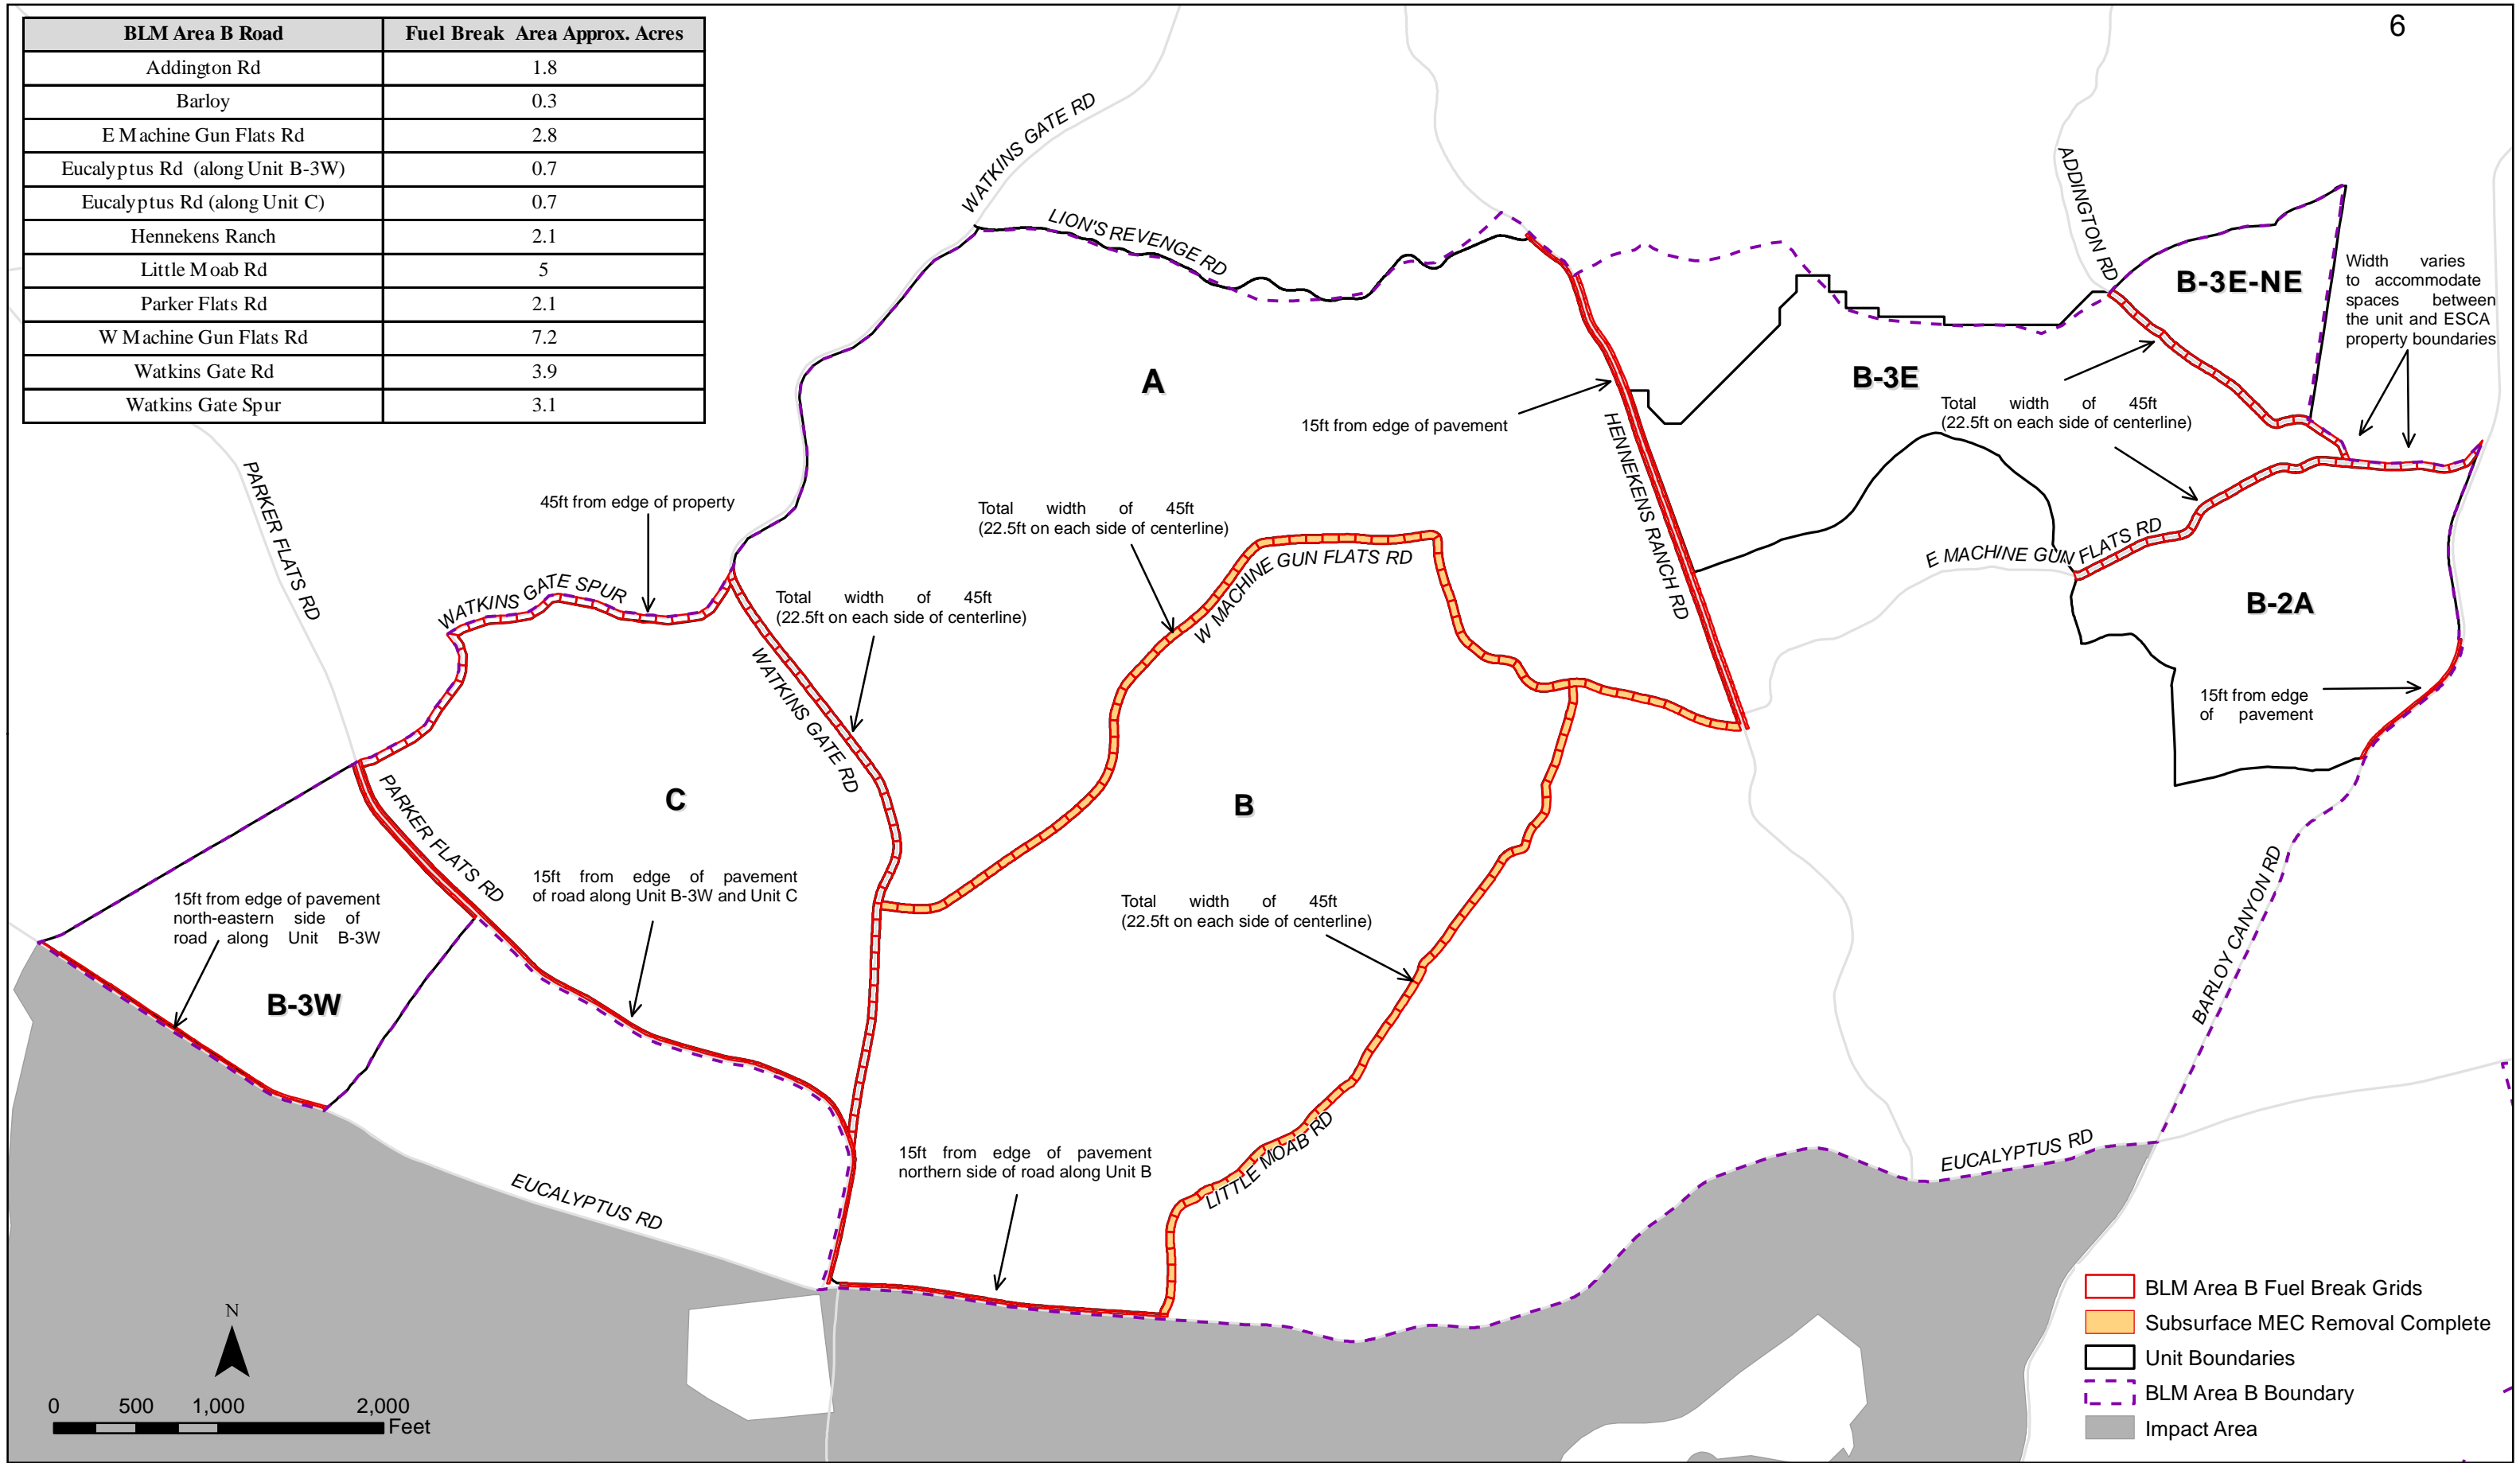 6
BLM Area B Road Fuel Break Area Approx. Acres
Addington Rd 1.8
Barloy 0.3
E Machine Gun Flats Rd 2.8
Eucalyptus Rd (along Unit B-3W) 0.7
Eucalyptus Rd (along Unit C) 0.7
Hennekens Ranch 2.1
Little Moab Rd 5
Parker Flats Rd 2.1
W Machine Gun Flats Rd 7.2
Watkins Gate Rd 3.9
Watkins Gate Spur 3.1
WATKINS GATE RD
LION'S REVENGE RD
ADDINGTON RD
B-3E-NE
Width varies
to accommodate
spaces between
the unit and ESCA
property boundaries
A
B-3E
15ft from edge of pavement
Total width of 45ft
(22.5ft on each side of centerline)
HENNEKENS RANCH RD
PARKER FLATS RD
45ft from edge of property
Total width of 45ft
(22.5ft on each side of centerline)
W MACHINE GUN FLATS RD
E MACHINE GUN FLATS RD
WATKINS GATE SPUR
Total width of 45ft
(22.5ft on each side of centerline)
B-2A
WATKINS GATE RD
15ft from edge
of pavement
PARKER FLATS RD
C
B
15ft from edge of pavement
of road along Unit B-3W and Unit C
15ft from edge of pavement
north-eastern side of
road along Unit B-3W
Total width of 45ft
(22.5ft on each side of centerline)
BARLOY CANYON RD
B-3W
LITTLE MOAB RD
15ft from edge of pavement
northern side of road along Unit B
EUCALYPTUS RD
EUCALYPTUS RD
N
0 500 1,000 2,000
Feet
BLM Area B Fuel Break Grids
Subsurface MEC Removal Complete
Unit Boundaries
BLM Area B Boundary
Impact Area